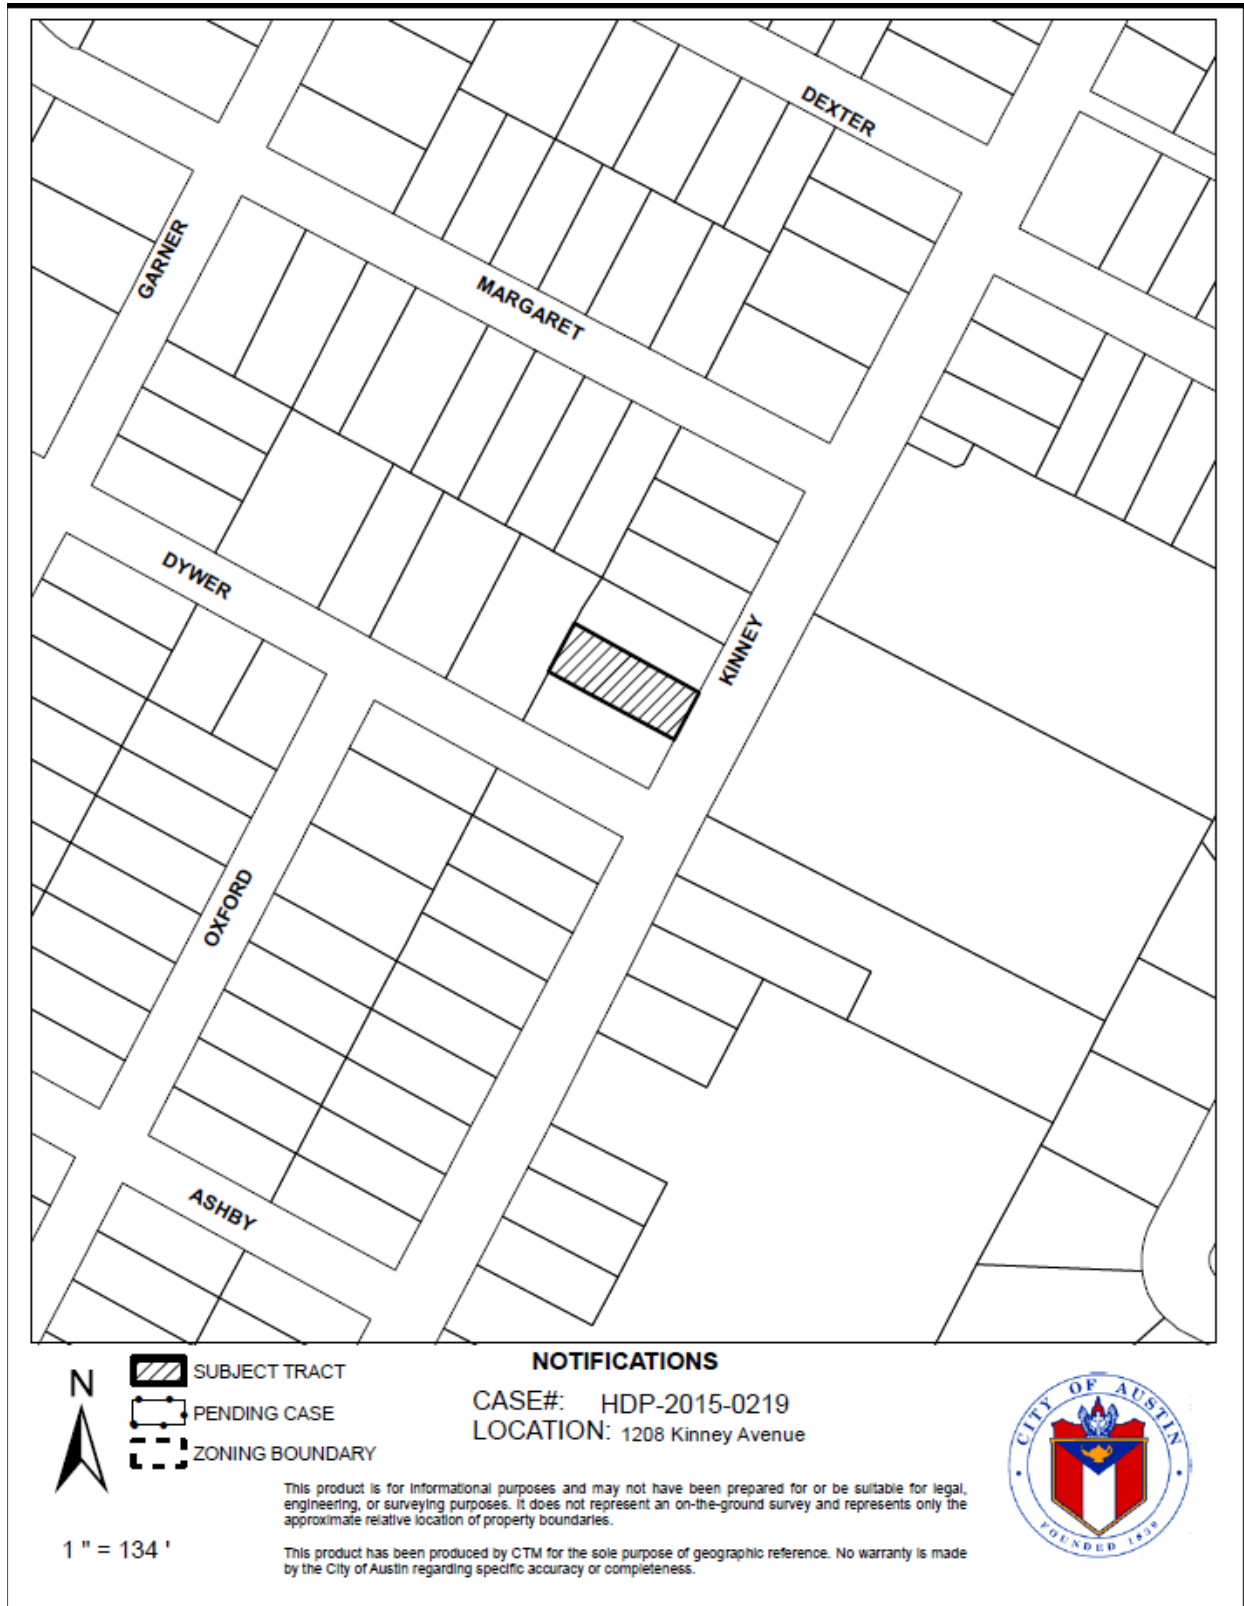 DEXTER
GARNER
MARGARET
DYWER
KINNEY
OXFORD
ASHBY
N
SUBJECT TRACT
PENDING CASE
ZONING BOUNDARY
1 " = 134 '
NOTIFICATIONS
CASE#: HDP-2015-0219
LOCATION: 1208 Kinney Avenue
This product is for informational purposes and may not have been prepared for or be suitable for legal,
engineering, or surveying purposes. It does not represent an on-the-ground survey and represents only the
approximate relative location of property boundaries.
This product has been produced by CTM for the sole purpose of geographic reference. No warranty is made
by the City of Austin regarding specific accuracy or completeness.
CITY OF AUSTIN
FOUNDED 1839